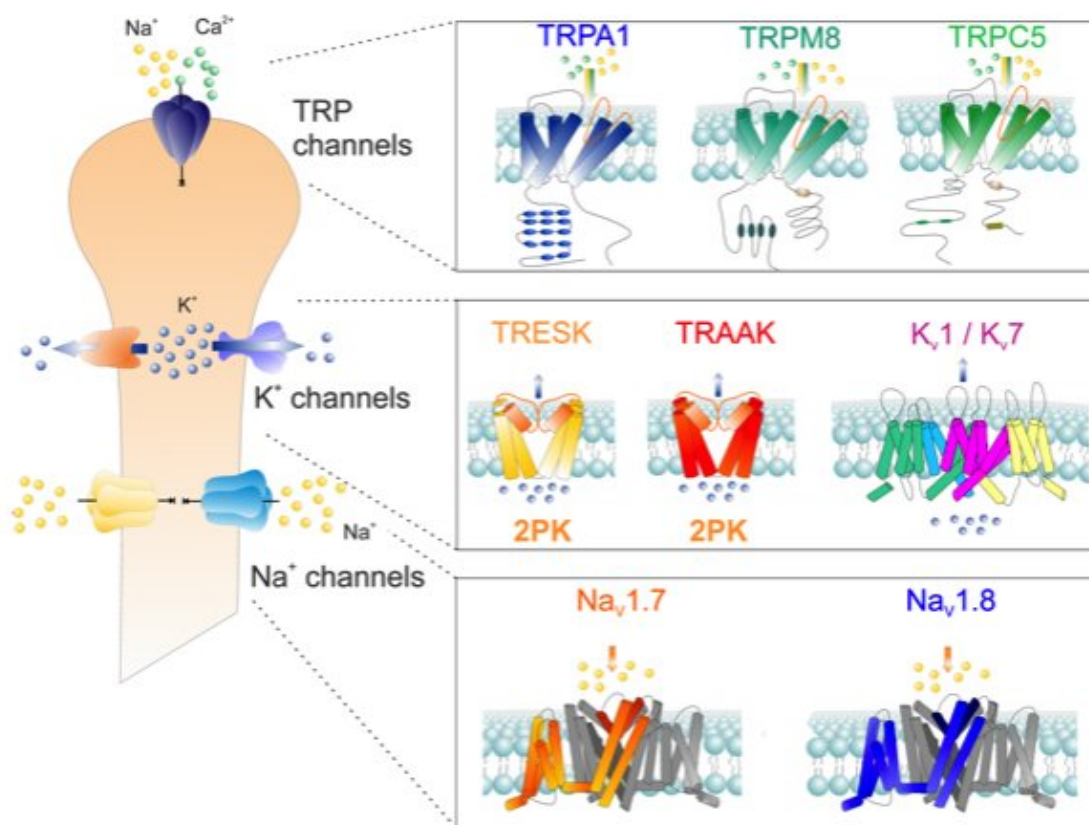 Na⁺ Ca²⁺
TRP
channels
TRPA1 TRPM8 TRPC5
K⁺
K⁺ channels
TRESK TRAAK Kᵥ1 / Kᵥ7
2PK 2PK
Na⁺
Na⁺ channels
Naᵥ1.7 Naᵥ1.8